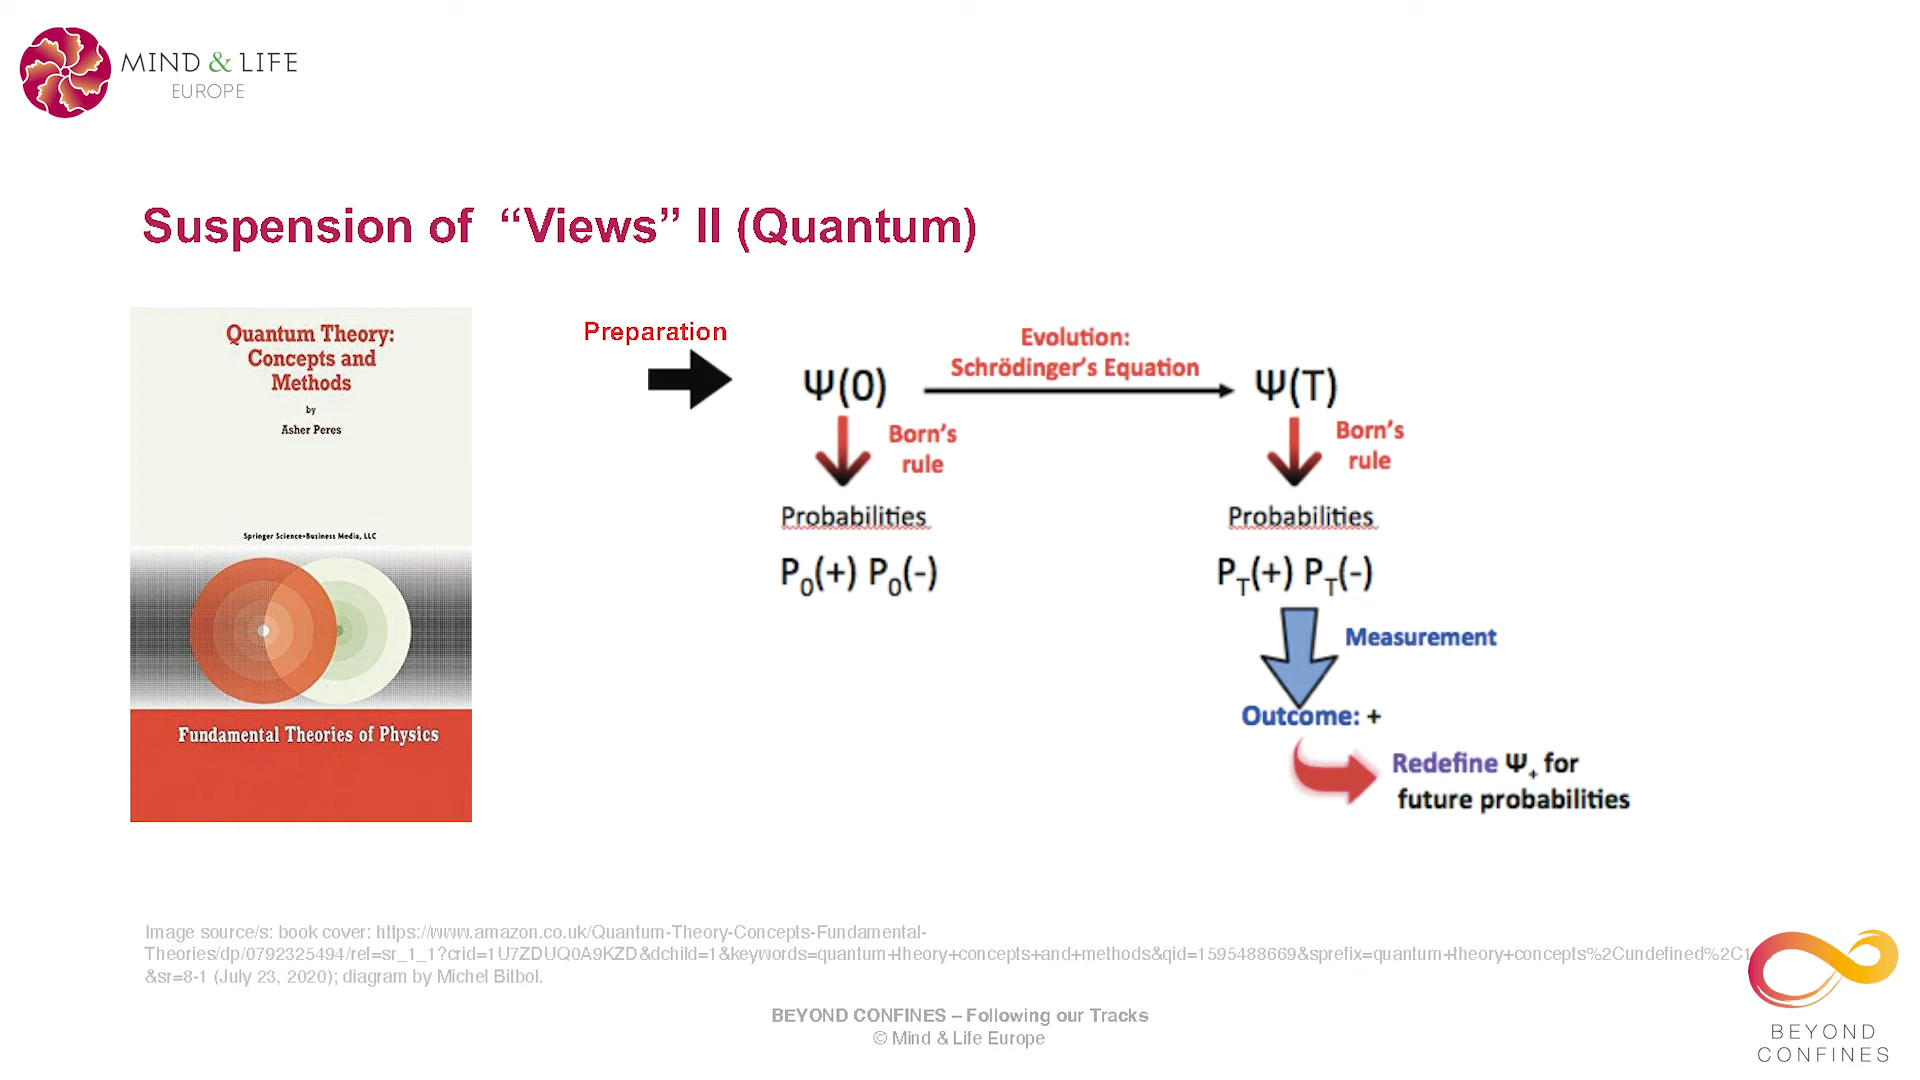 MIND & LIFE
EUROPE
Suspension of “Views” II (Quantum)
Quantum Theory:
Concepts and
Methods
by
Asher Peres
Springer Science+Business Media, LLC
Fundamental Theories of Physics
Preparation
Evolution:
Schrödinger's Equation
Ψ(0)
Ψ(T)
Born's
rule
Born's
rule
Probabilities
Probabilities
P0(+) P0(-)
PT(+) PT(-)
Measurement
Outcome: +
Redefine Ψ+ for
future probabilities
Image source/s: book cover: https://www.amazon.co.uk/Quantum-Theory-Concepts-Fundamental-
Theories/dp/0792325494/ref=sr_1_1?crid=1U7ZDUQ0A9KZD&dchild=1&keywords=quantum+theory+concepts+and+methods&qid=1595488669&sprefix=quantum+theory+concepts%2Cundefined%2C1
&sr=8-1 (July 23, 2020); diagram by Michel Bitbol.
BEYOND CONFINES – Following our Tracks
© Mind & Life Europe
BEYOND
CONFINES